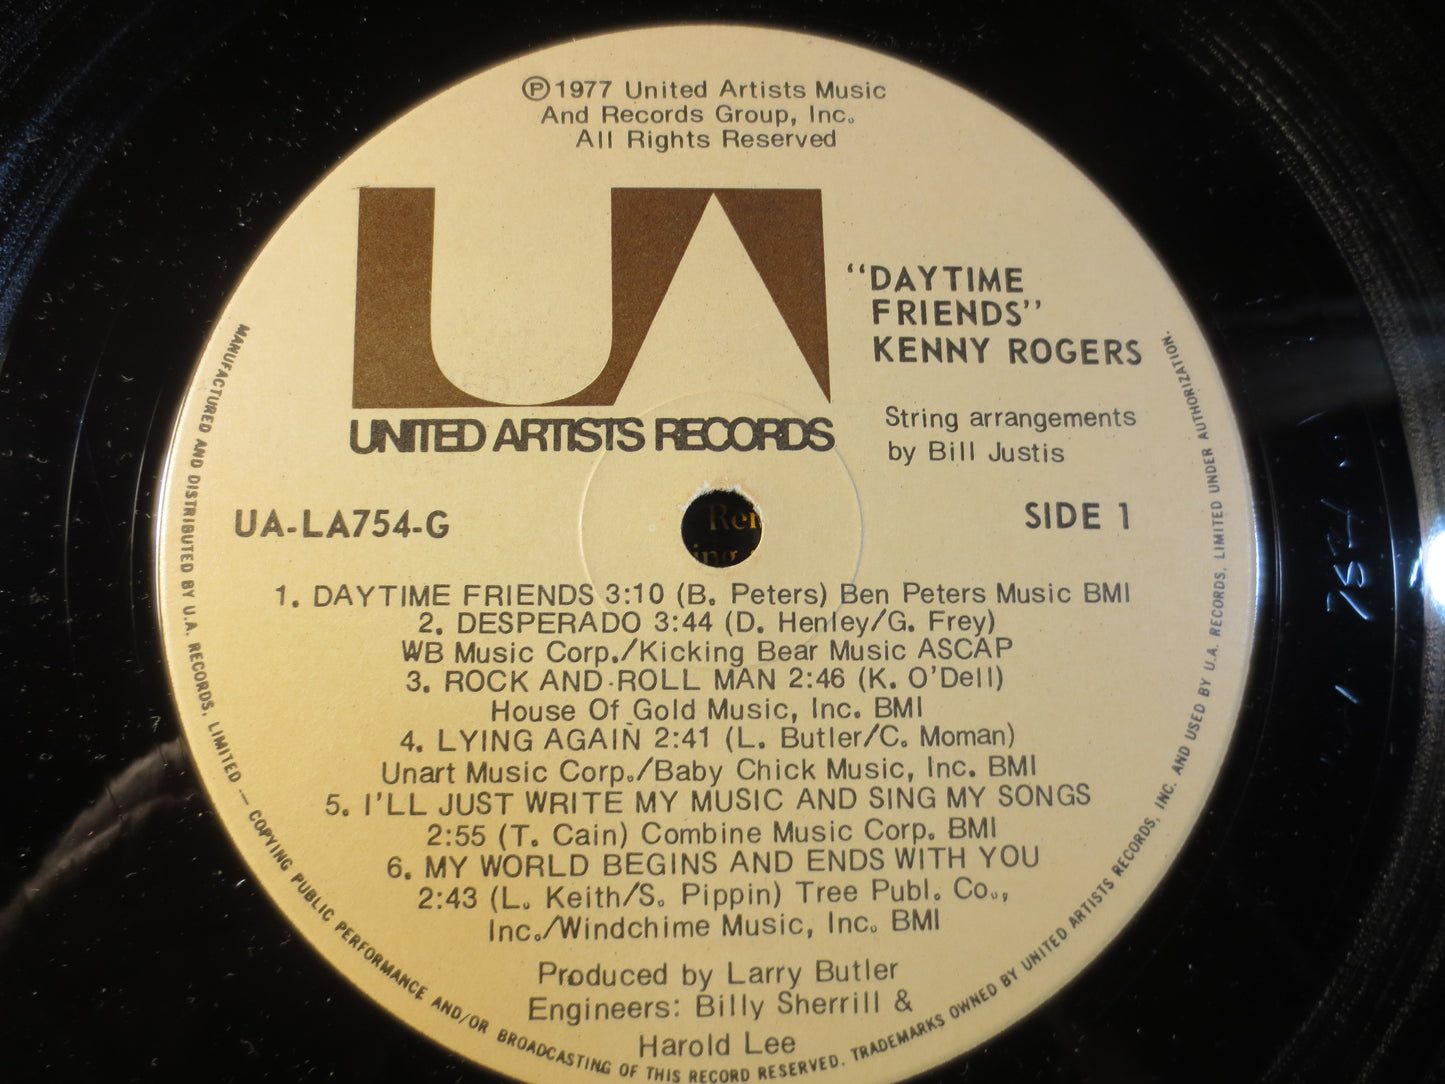 ℗1977 United Artists Music
And Records Group, Inc.
All Rights Reserved
UA
UNITED ARTISTS RECORDS
"DAYTIME
FRIENDS"
KENNY ROGERS
String arrangements
by Bill Justis
UA-LA754-G
SIDE 1
1. DAYTIME FRIENDS 3:10 (B. Peters) Ben Peters Music BMI
2. DESPERADO 3:44 (D. Henley/G. Frey)
WB Music Corp./Kicking Bear Music ASCAP
3. ROCK AND ROLL MAN 2:46 (K. O'Dell)
House Of Gold Music, Inc. BMI
4. LYING AGAIN 2:41 (L. Butler/C. Moman)
Unart Music Corp./Baby Chick Music, Inc. BMI
5. I'LL JUST WRITE MY MUSIC AND SING MY SONGS
2:55 (T. Cain) Combine Music Corp. BMI
6. MY WORLD BEGINS AND ENDS WITH YOU
2:43 (L. Keith/S. Pippin) Tree Publ. Co.,
Inc./Windchime Music, Inc. BMI
Produced by Larry Butler
Engineers: Billy Sherrill &
Harold Lee
MANUFACTURED AND DISTRIBUTED BY U.A. RECORDS, LIMITED — COPYING PUBLIC PERFORMANCE AND/OR BROADCASTING OF THIS RECORD RESERVED. TRADEMARKS OWNED BY UNITED ARTISTS RECORDS, INC. AND USED BY U.A. RECORDS, LIMITED UNDER AUTHORIZATION.